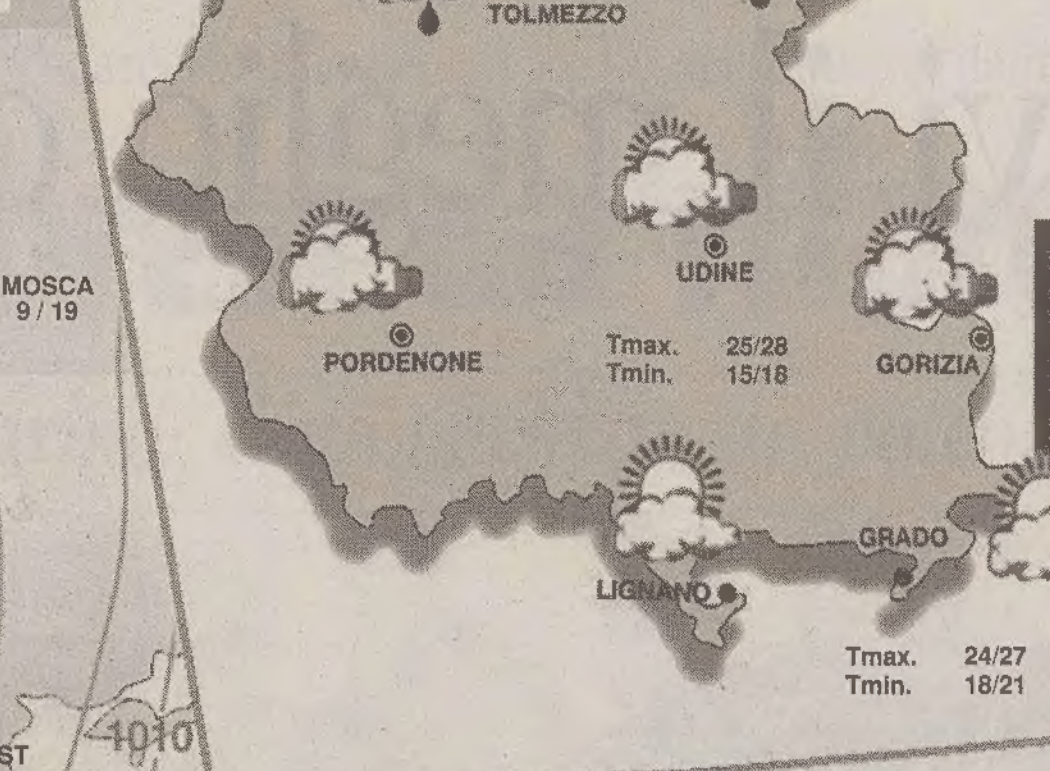 TOLMEZZO
UDINE
MOSCA
9 / 19
PORDENONE
Tmax. 25/28
Tmin. 15/18
GORIZIA
GRADO
LIGNANO
Tmax. 24/27
Tmin. 18/21
1010
ST